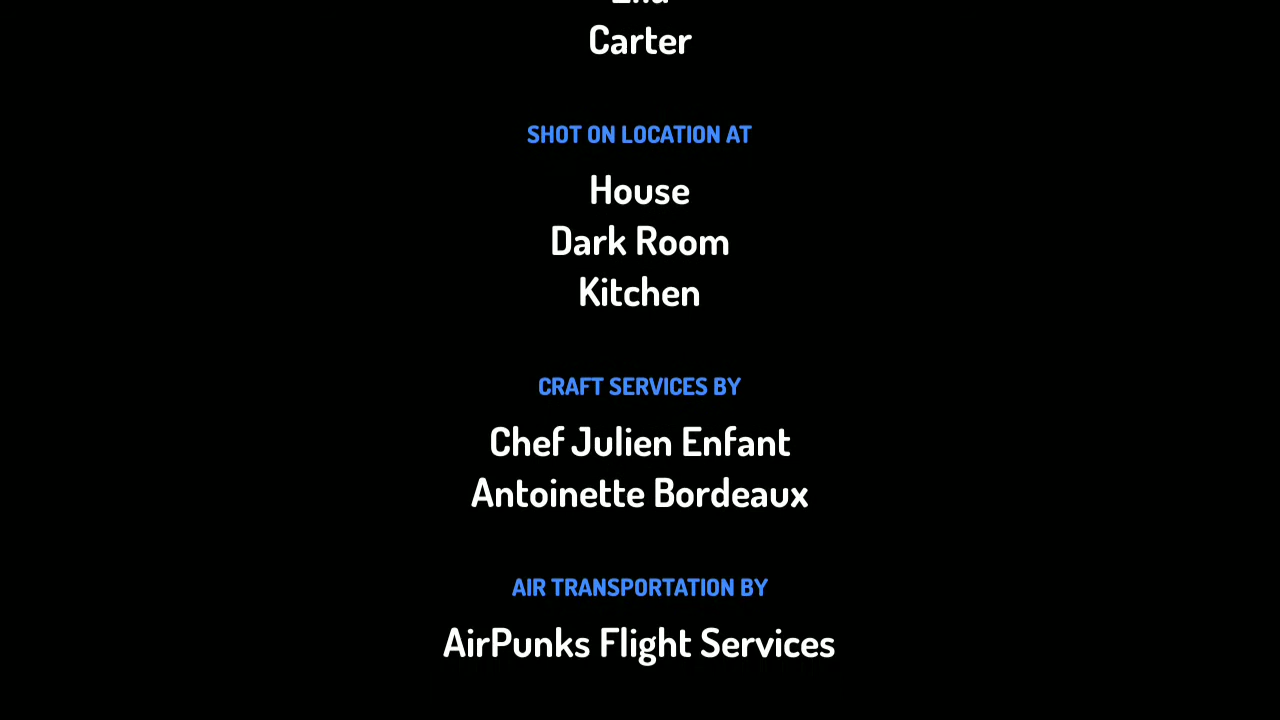 Carter
SHOT ON LOCATION AT
House
Dark Room
Kitchen
CRAFT SERVICES BY
Chef Julien Enfant
Antoinette Bordeaux
AIR TRANSPORTATION BY
AirPunks Flight Services